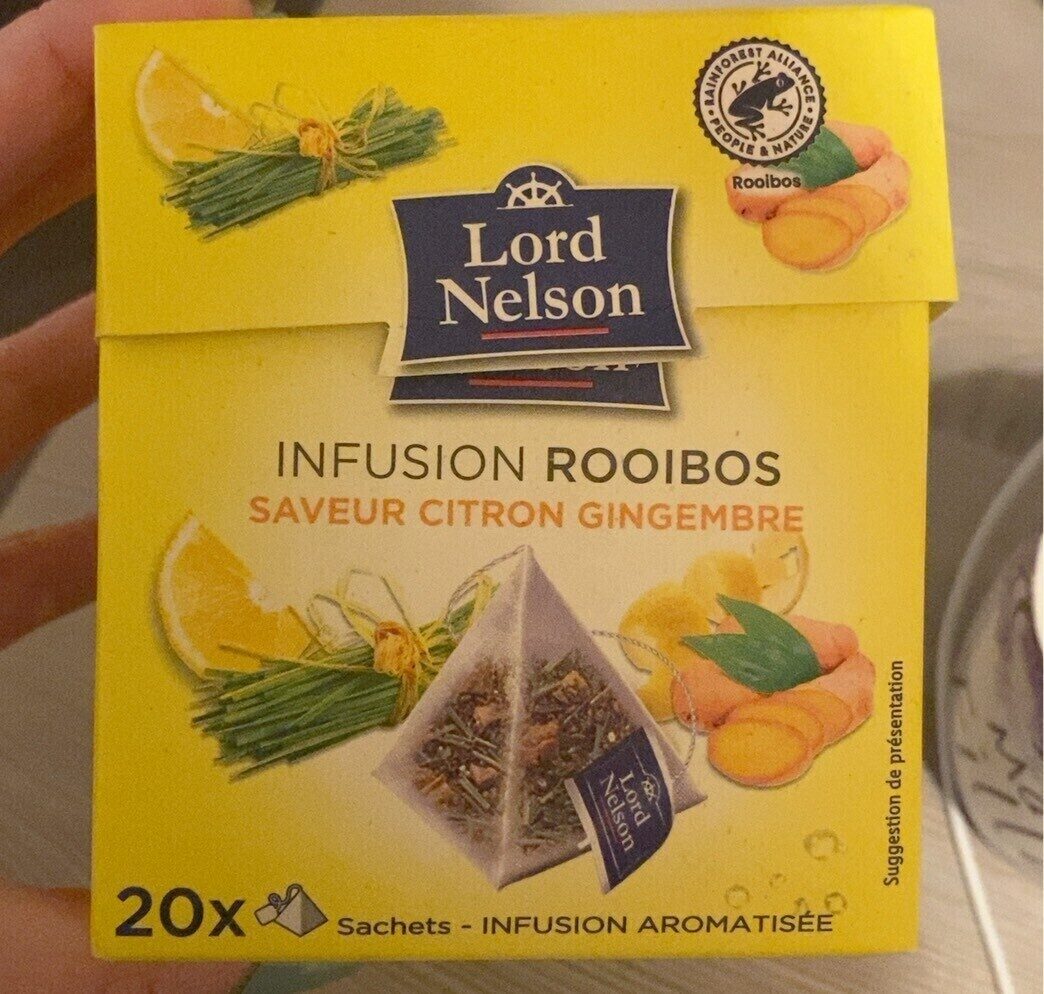 RAINFOREST ALLIANCE
PEOPLE & NATURE
Rooibos
Lord
Nelson
INFUSION ROOIBOS
SAVEUR CITRON GINGEMBRE
Lord
Nelson
Suggestion de présentation
20x Sachets - INFUSION AROMATISÉE